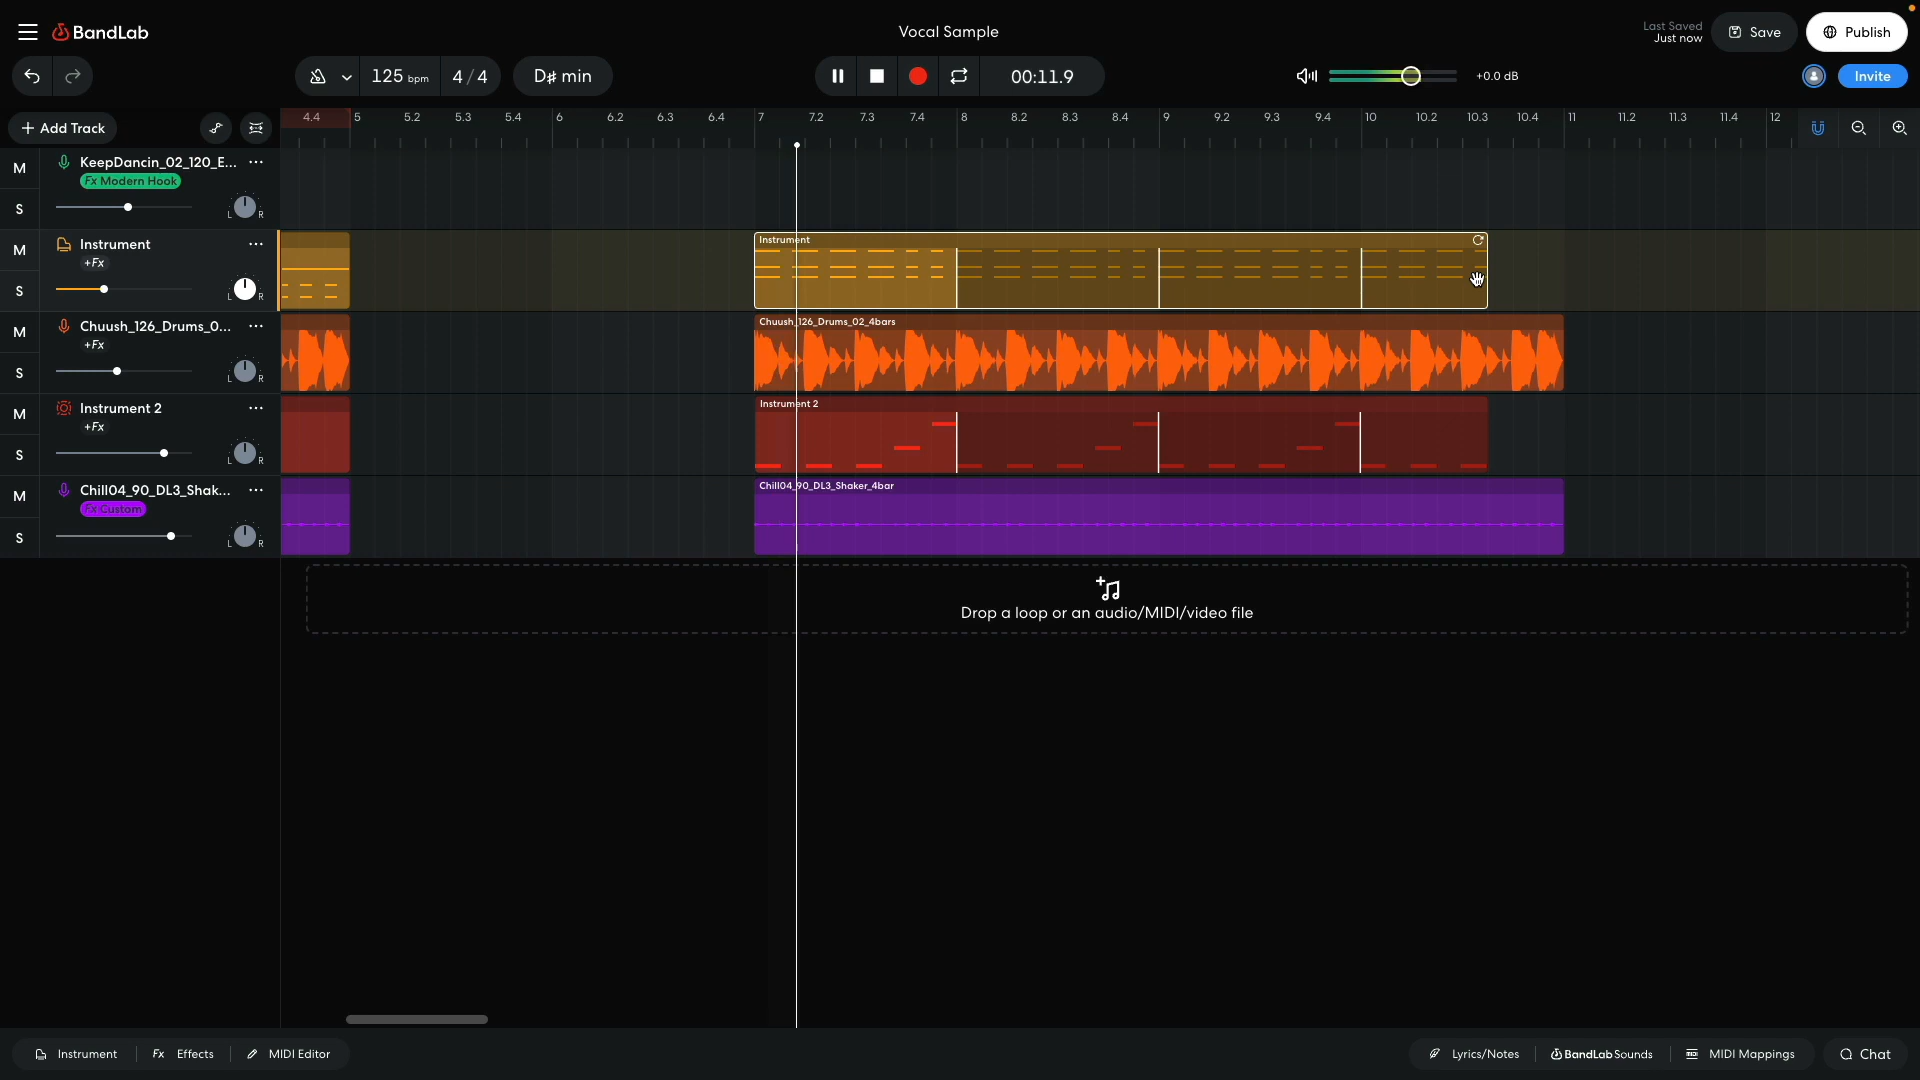 BandLab
Vocal Sample
Last Saved
Just now
Save
Publish
125 bpm
4 / 4
D♯ min
00:11.9
+0.0 dB
Invite
+ Add Track
4.4 5 5.2 5.3 5.4 6 6.2 6.3 6.4 7 7.2 7.3 7.4 8 8.2 8.3 8.4 9 9.2 9.3 9.4 10 10.2 10.3 10.4 11 11.2 11.3 11.4 12
M KeepDancin_02_120_E...
Fx Modern Hook
S L R
M Instrument
+Fx
S L R
Instrument
M Chuush_126_Drums_0...
+Fx
S L R
Chuush_126_Drums_02_4bars
M Instrument 2
+Fx
S L R
Instrument 2
M Chill04_90_DL3_Shak...
Fx Custom
S L R
Chill04_90_DL3_Shaker_4bar
Drop a loop or an audio/MIDI/video file
Instrument
Fx Effects
MIDI Editor
Lyrics/Notes
BandLab Sounds
MIDI Mappings
Chat